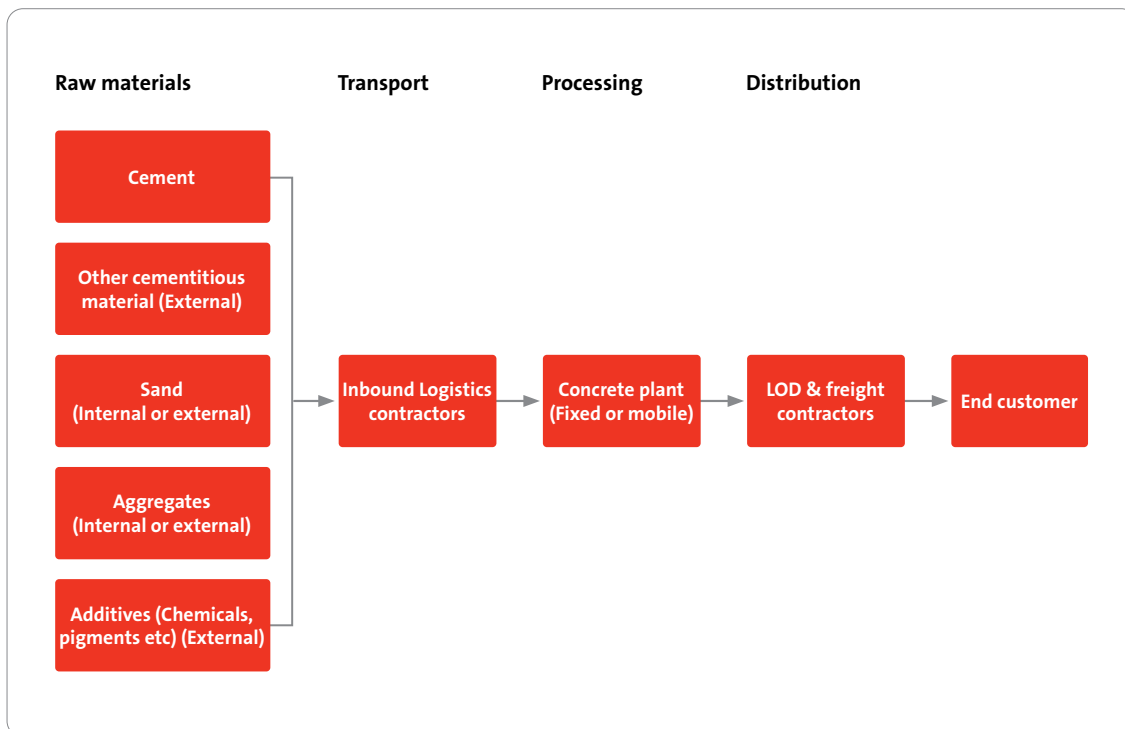 Raw materials
Transport
Processing
Distribution
Cement
Other cementitious
material (External)
Sand
(Internal or external)
Aggregates
(Internal or external)
Additives (Chemicals,
pigments etc) (External)
Inbound Logistics
contractors
Concrete plant
(Fixed or mobile)
LOD & freight
contractors
End customer